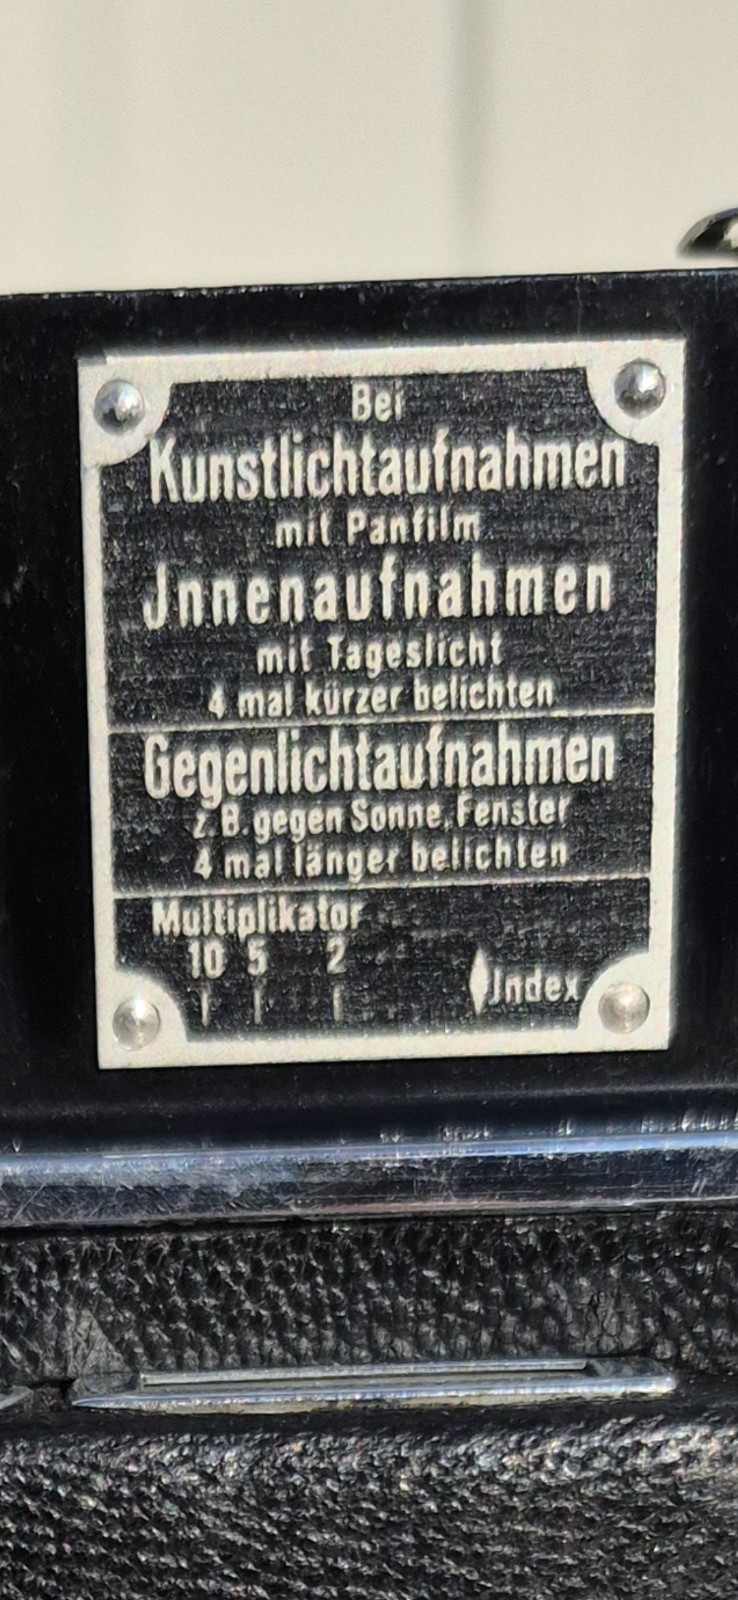 Bei
Kunstlichtaufnahmen
mit Panfilm
Jnnenaufnahmen
mit Tageslicht
4 mal kürzer belichten
Gegenlichtaufnahmen
z.B. gegen Sonne, Fenster
4 mal länger belichten
Multiplikator
10 5 2
Jndex